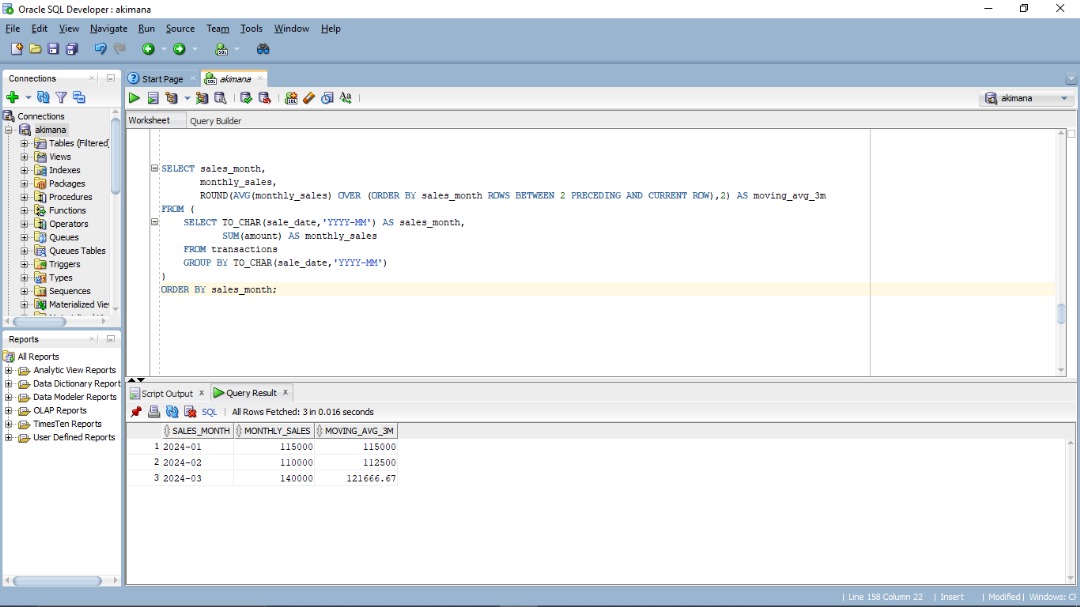 Oracle SQL Developer : akimana
File Edit View Navigate Run Source Team Tools Window Help
Connections
Start Page
akimana
akimana
Worksheet Query Builder
Connections
akimana
Tables (Filtered)
Views
Indexes
Packages
Procedures
Functions
Operators
Queues
Queues Tables
Triggers
Types
Sequences
Materialized Vie
SELECT sales_month,
monthly_sales,
ROUND(AVG(monthly_sales) OVER (ORDER BY sales_month ROWS BETWEEN 2 PRECEDING AND CURRENT ROW),2) AS moving_avg_3m
FROM (
SELECT TO_CHAR(sale_date,'YYYY-MM') AS sales_month,
SUM(amount) AS monthly_sales
FROM transactions
GROUP BY TO_CHAR(sale_date,'YYYY-MM')
)
ORDER BY sales_month;
Reports
All Reports
Analytic View Reports
Data Dictionary Report
Data Modeler Reports
OLAP Reports
TimesTen Reports
User Defined Reports
Script Output x Query Result x
SQL | All Rows Fetched: 3 in 0.016 seconds
SALES_MONTH MONTHLY_SALES MOVING_AVG_3M
1 2024-01 115000 115000
2 2024-02 110000 112500
3 2024-03 140000 121666.67
| Line 158 Column 22 | Insert | Modified | Windows: C